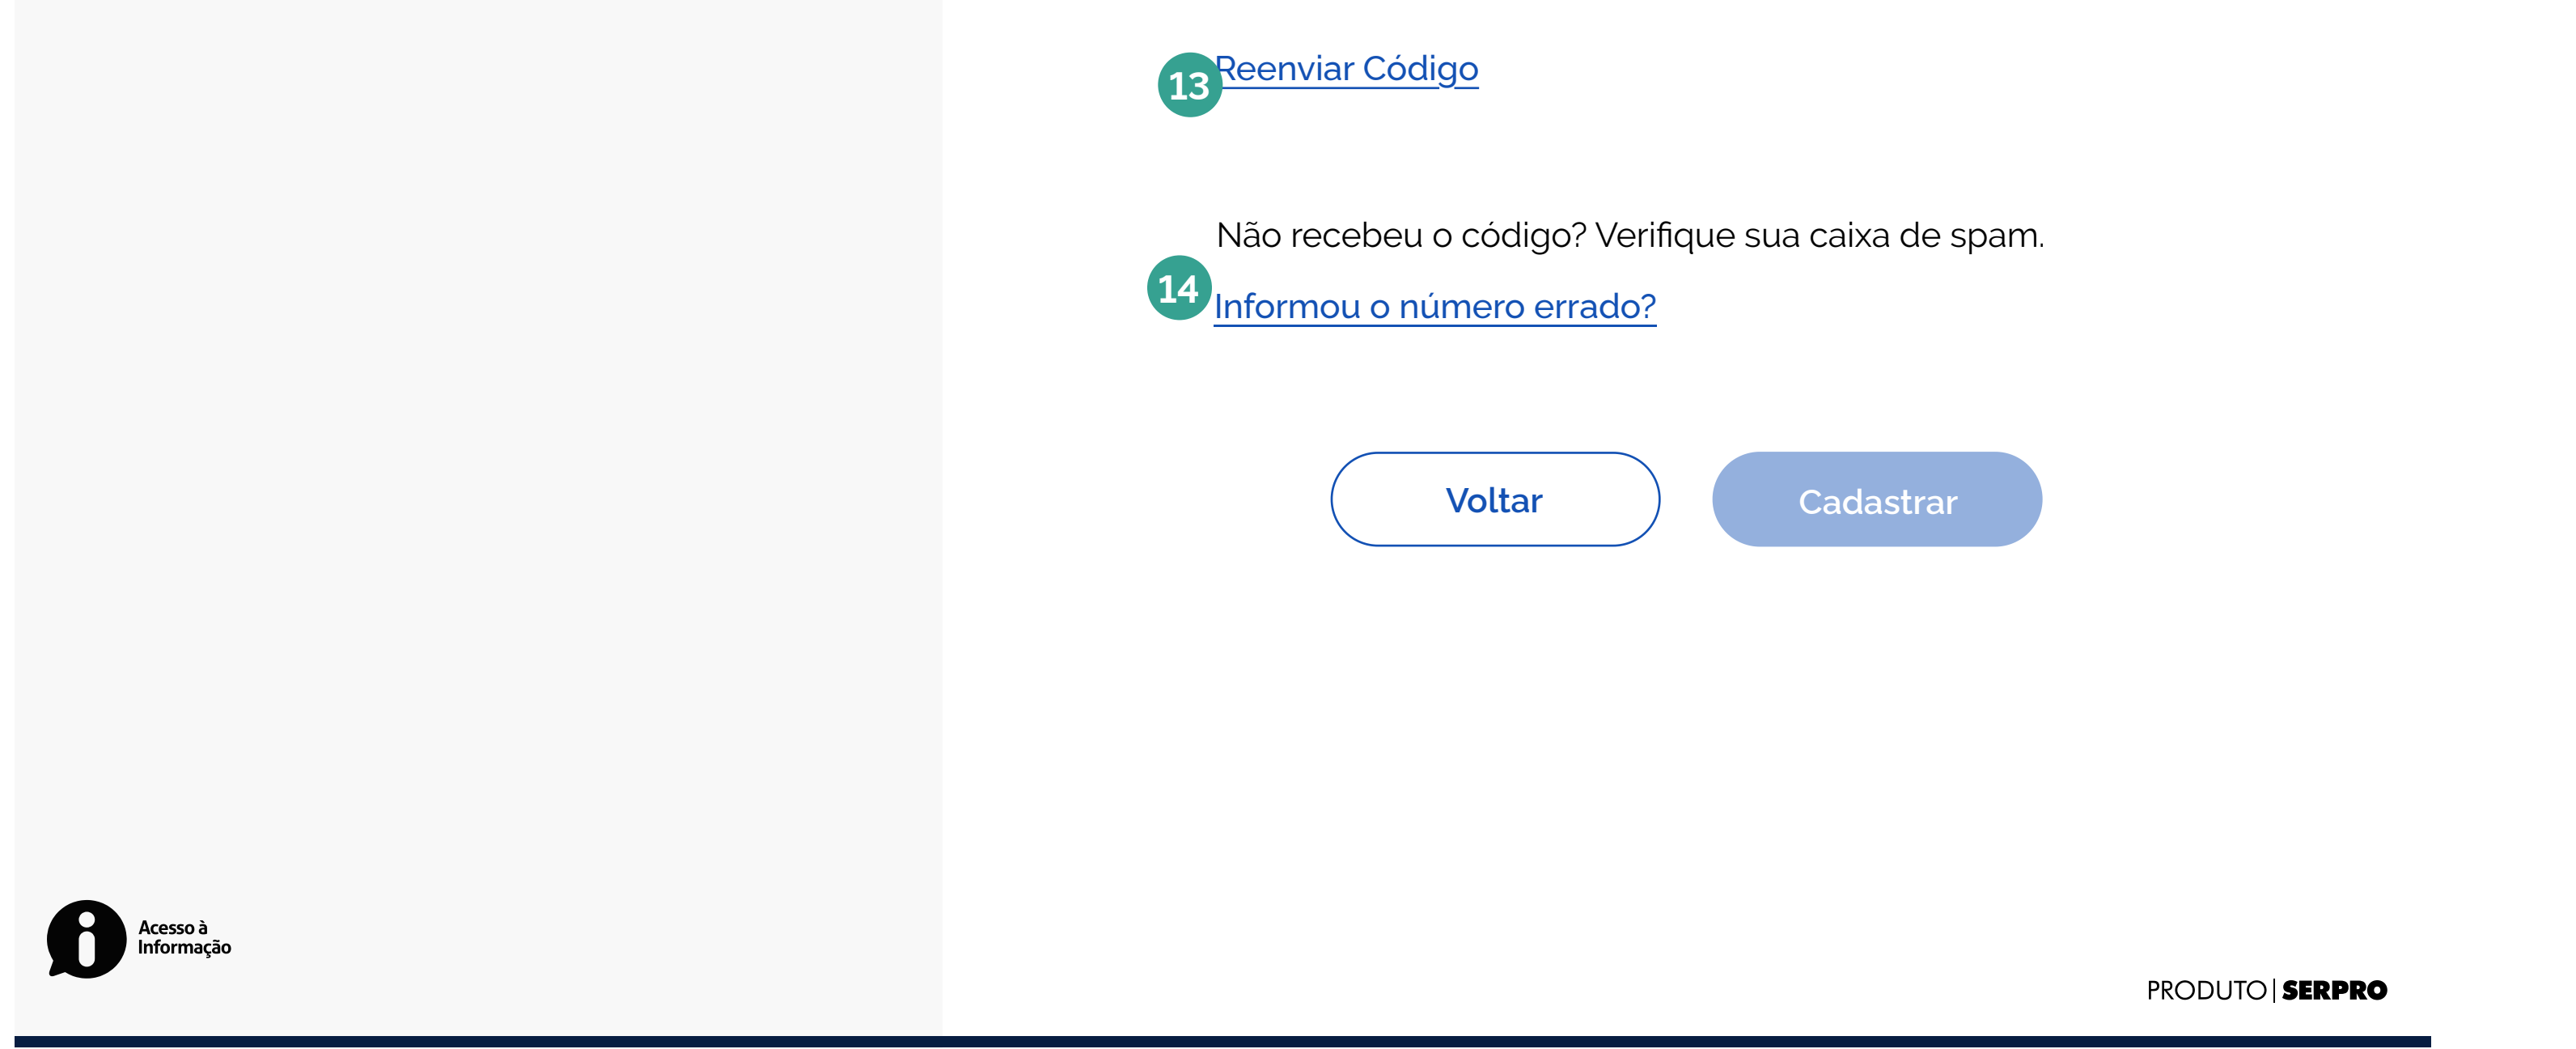 13 Reenviar Código
Não recebeu o código? Verifique sua caixa de spam.
14 Informou o número errado?
Voltar Cadastrar
Acesso à
Informação
PRODUTO | SERPRO